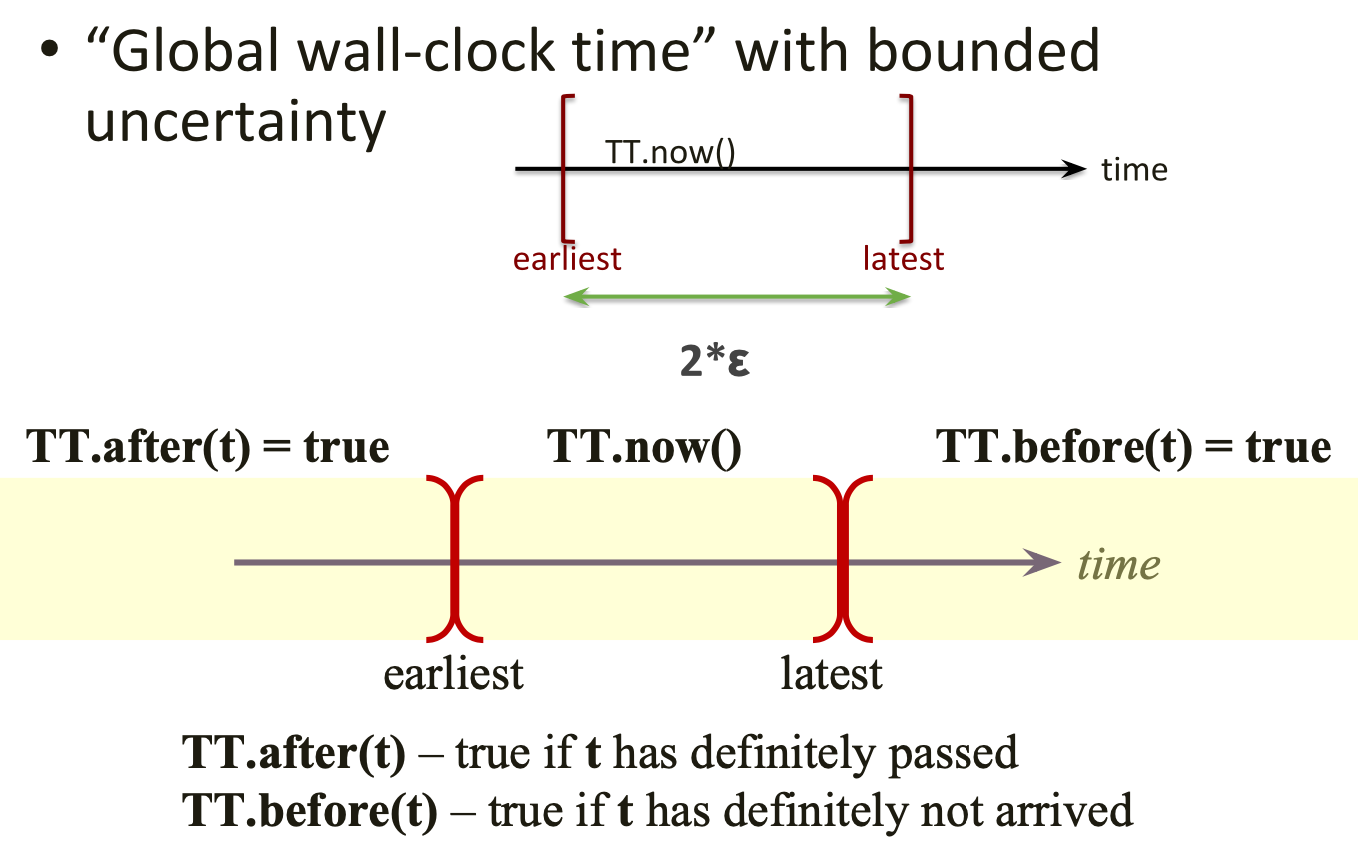 • “Global wall-clock time” with bounded
uncertainty
TT.now()
time
earliest
latest
2*ε
TT.after(t) = true
TT.now()
TT.before(t) = true
time
earliest
latest
TT.after(t) – true if t has definitely passed
TT.before(t) – true if t has definitely not arrived